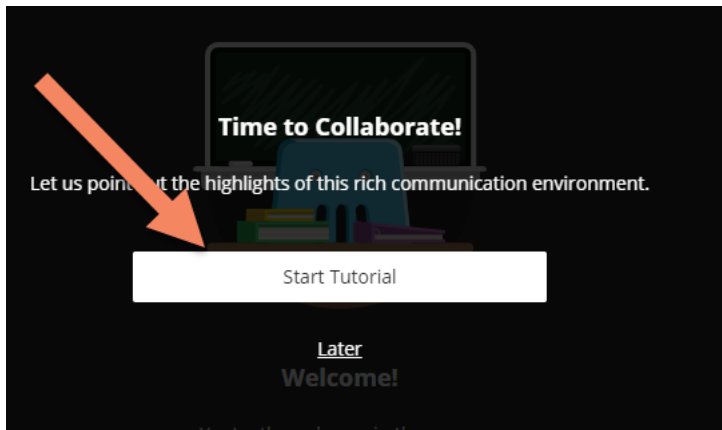 Time to Collaborate!
Let us point out the highlights of this rich communication environment.
Start Tutorial
Later
Welcome!